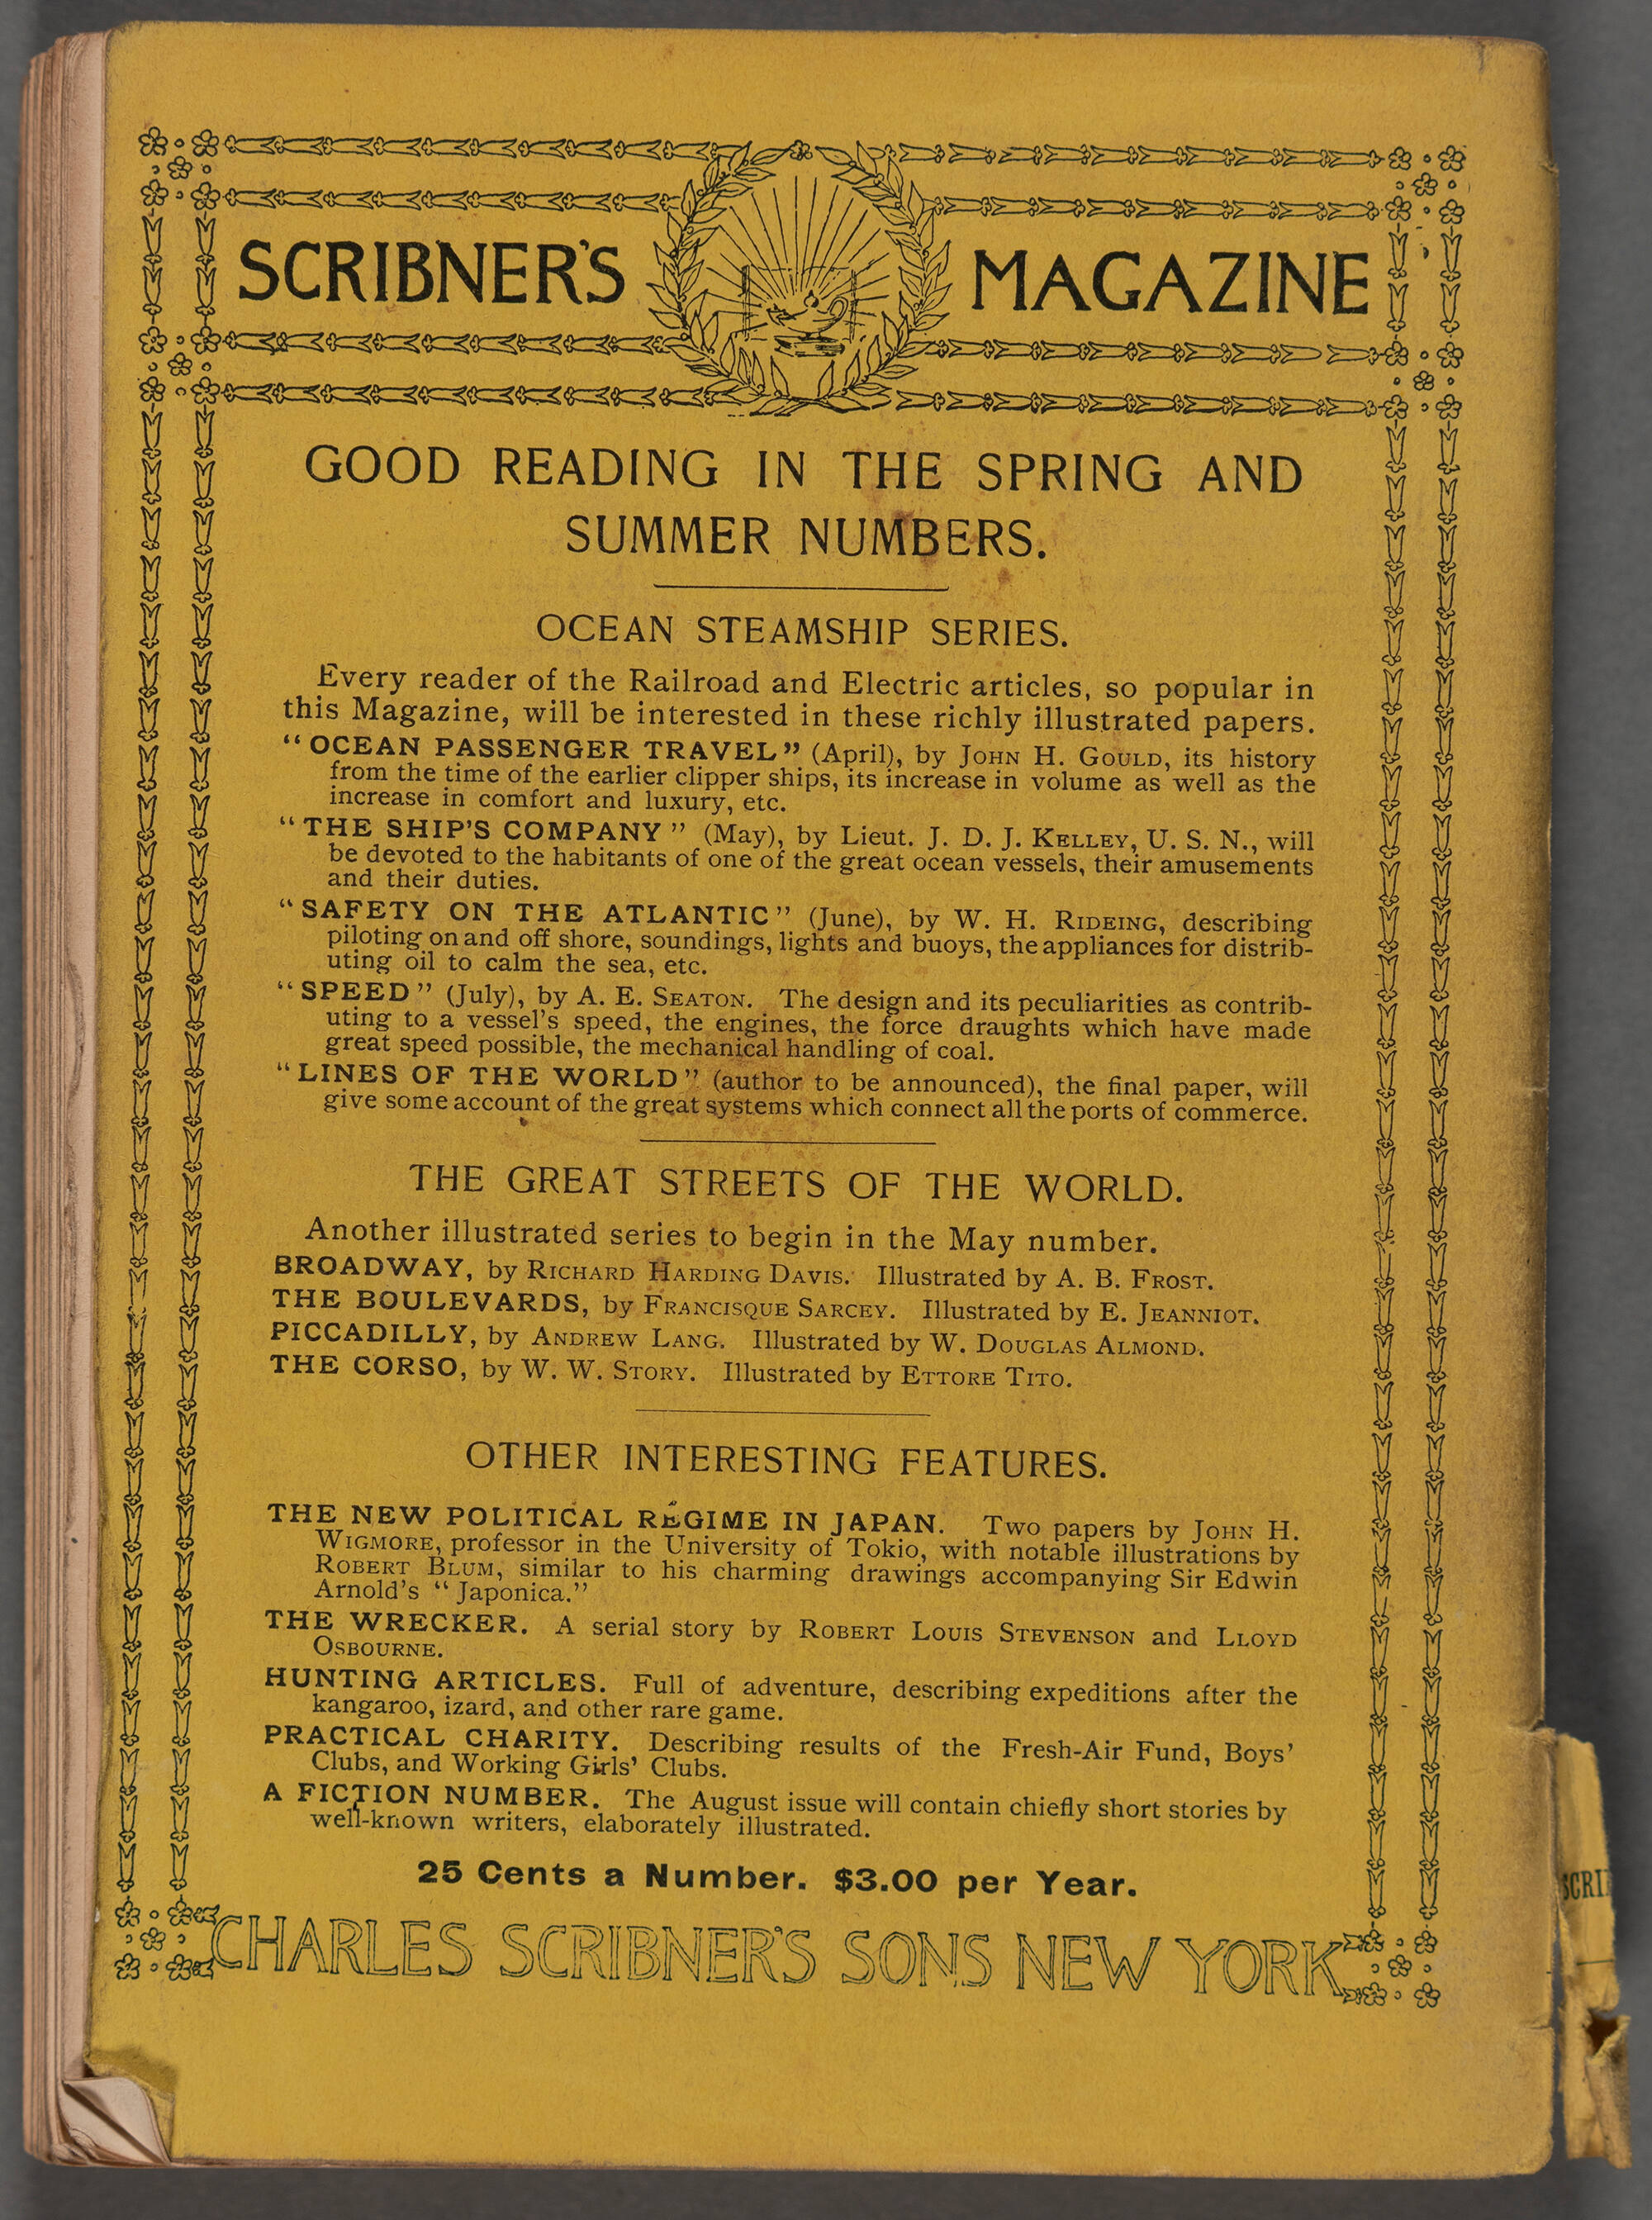 SCRIBNER'S MAGAZINE
GOOD READING IN THE SPRING AND
SUMMER NUMBERS.
OCEAN STEAMSHIP SERIES.
Every reader of the Railroad and Electric articles, so popular in
this Magazine, will be interested in these richly illustrated papers.
"OCEAN PASSENGER TRAVEL" (April), by JOHN H. GOULD, its history
from the time of the earlier clipper ships, its increase in volume as well as the
increase in comfort and luxury, etc.
"THE SHIP'S COMPANY" (May), by Lieut. J. D. J. KELLEY, U. S. N., will
be devoted to the habitants of one of the great ocean vessels, their amusements
and their duties.
"SAFETY ON THE ATLANTIC" (June), by W. H. RIDEING, describing
piloting on and off shore, soundings, lights and buoys, the appliances for distrib-
uting oil to calm the sea, etc.
"SPEED" (July), by A. E. SEATON. The design and its peculiarities as contrib-
uting to a vessel's speed, the engines, the force draughts which have made
great speed possible, the mechanical handling of coal.
"LINES OF THE WORLD" (author to be announced), the final paper, will
give some account of the great systems which connect all the ports of commerce.
THE GREAT STREETS OF THE WORLD.
Another illustrated series to begin in the May number.
BROADWAY, by RICHARD HARDING DAVIS. Illustrated by A. B. FROST.
THE BOULEVARDS, by FRANCISQUE SARCEY. Illustrated by E. JEANNIOT.
PICCADILLY, by ANDREW LANG. Illustrated by W. DOUGLAS ALMOND.
THE CORSO, by W. W. STORY. Illustrated by ETTORE TITO.
OTHER INTERESTING FEATURES.
THE NEW POLITICAL RÉGIME IN JAPAN. Two papers by JOHN H.
WIGMORE, professor in the University of Tokio, with notable illustrations by
ROBERT BLUM, similar to his charming drawings accompanying Sir Edwin
Arnold's "Japonica."
THE WRECKER. A serial story by ROBERT LOUIS STEVENSON and LLOYD
OSBOURNE.
HUNTING ARTICLES. Full of adventure, describing expeditions after the
kangaroo, izard, and other rare game.
PRACTICAL CHARITY. Describing results of the Fresh-Air Fund, Boys'
Clubs, and Working Girls' Clubs.
A FICTION NUMBER. The August issue will contain chiefly short stories by
well-known writers, elaborately illustrated.
25 Cents a Number. $3.00 per Year.
CHARLES SCRIBNER'S SONS NEW YORK